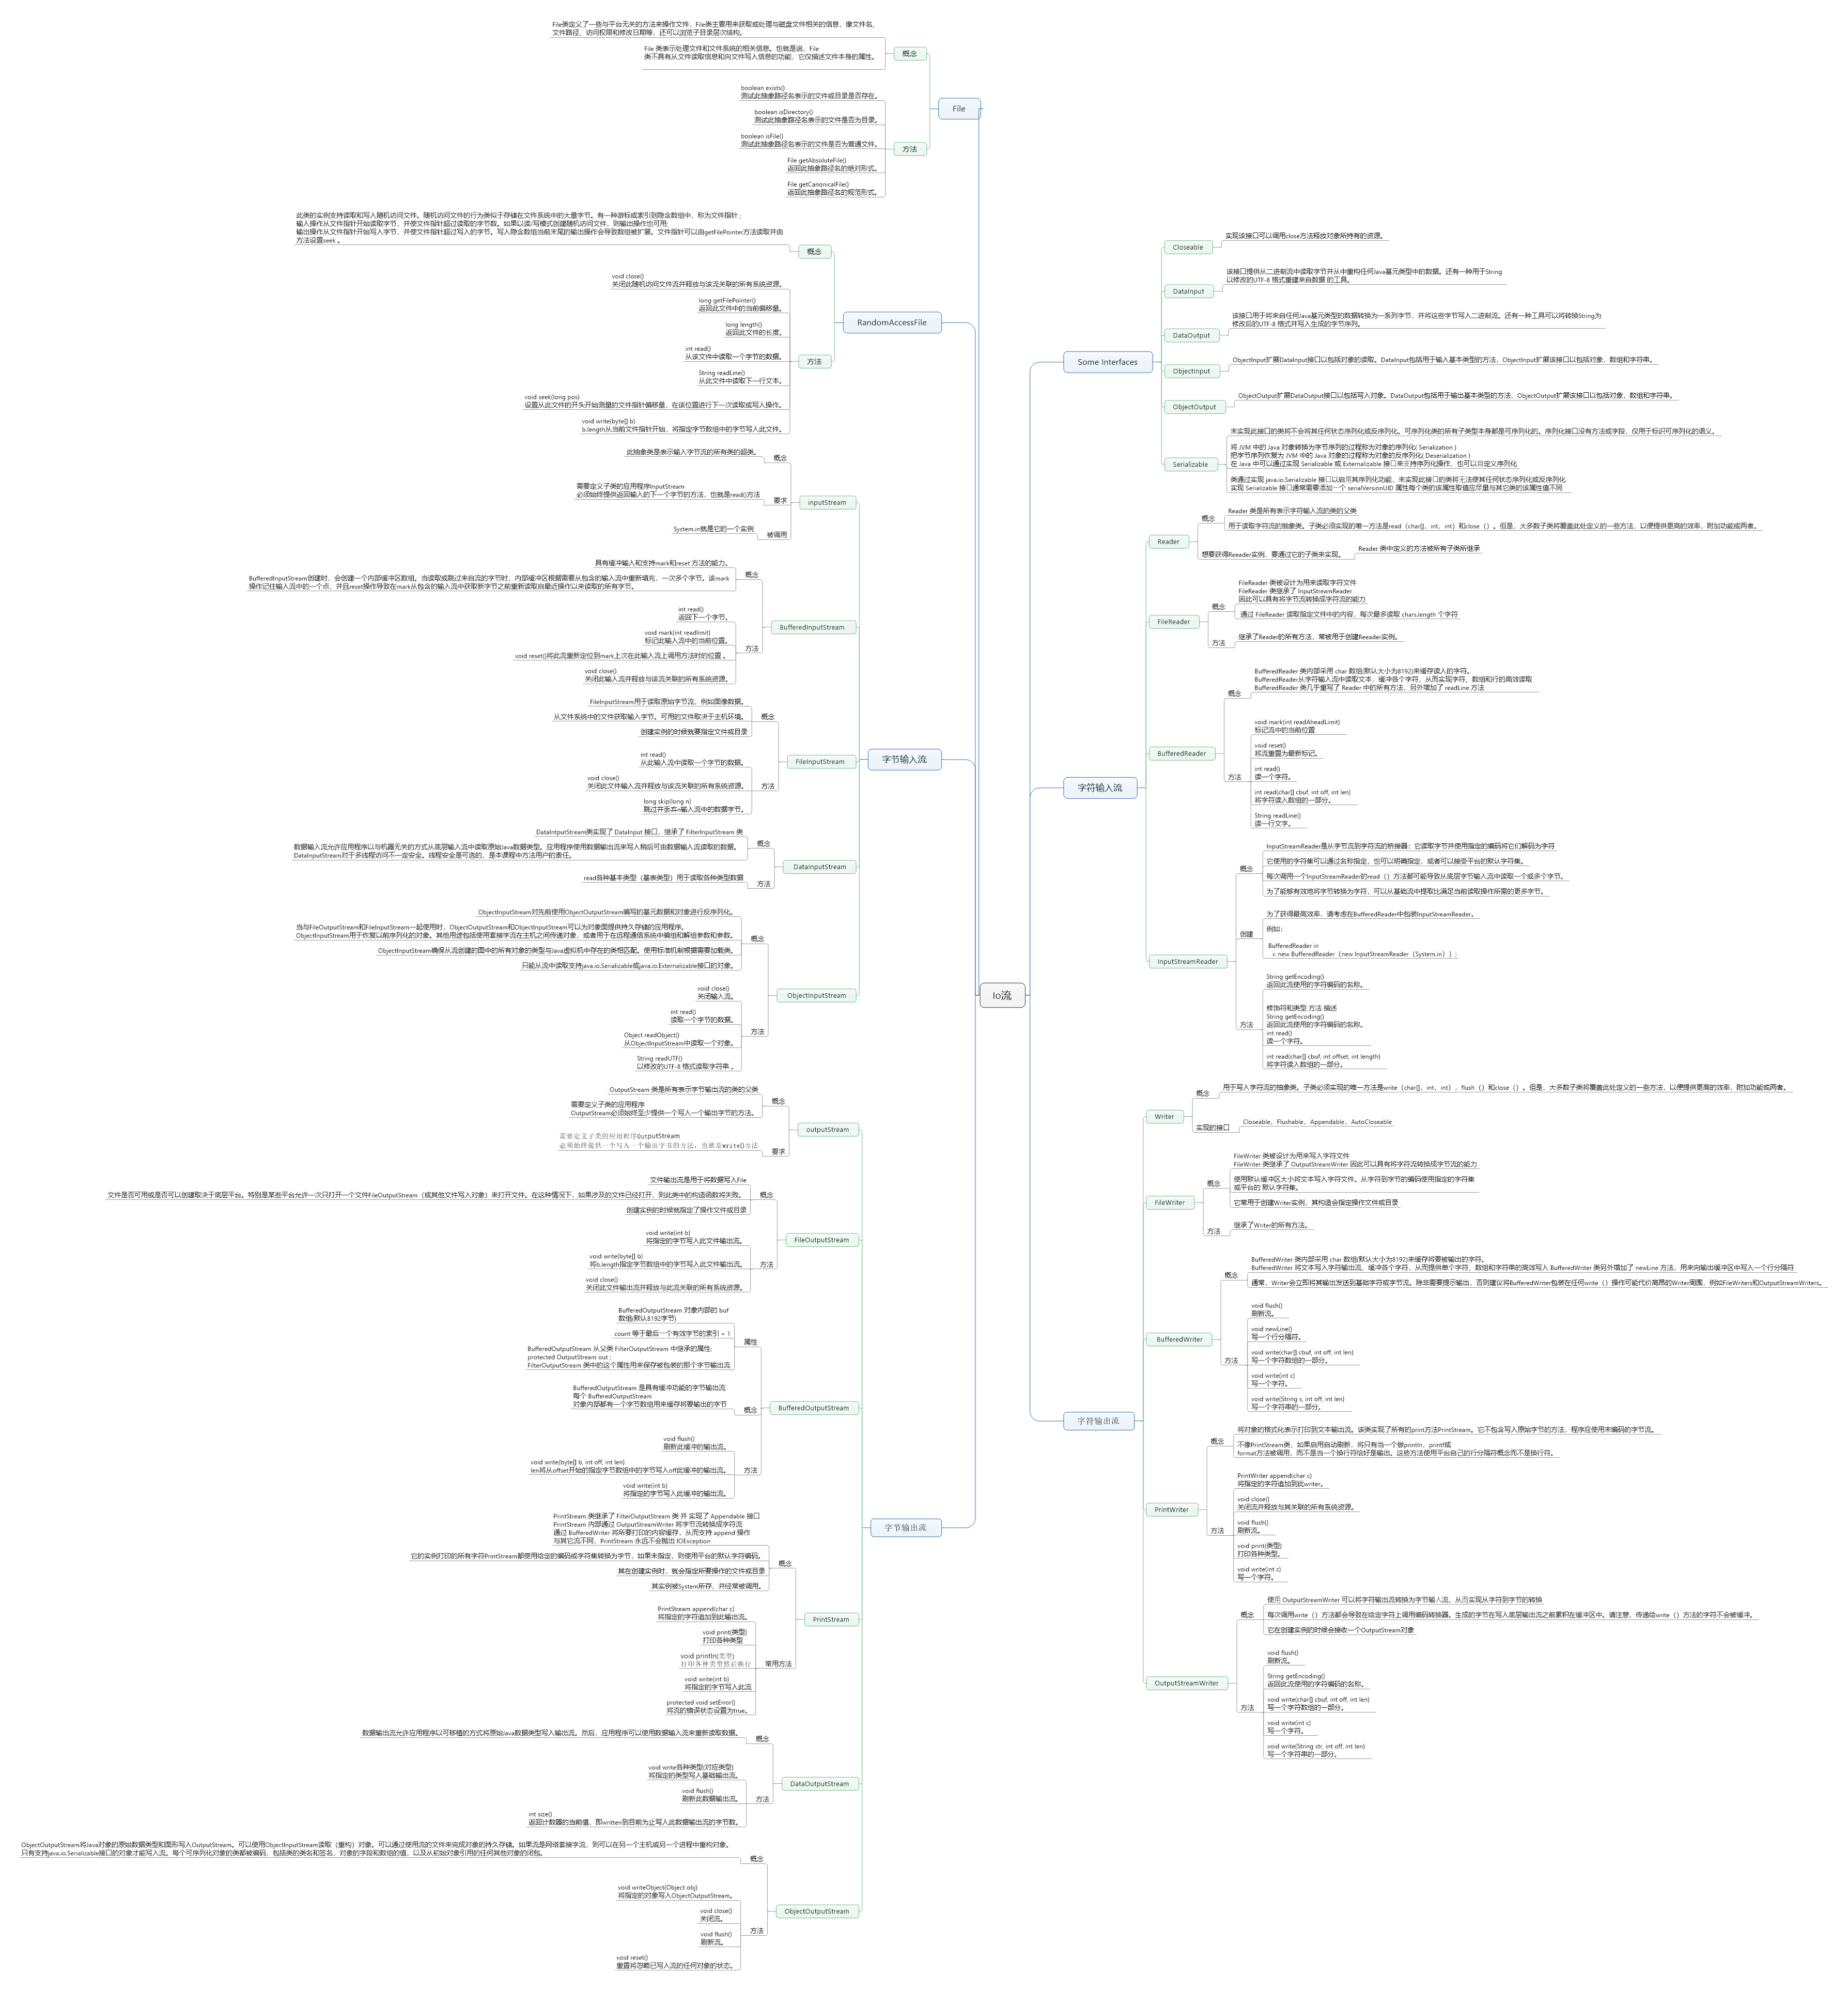 Io流
File
概念
File类定义了一些与平台无关的方法来操作文件，File类主要用来获取或处理与磁盘文件相关的信息，像文件名，
文件路径，访问权限和修改日期等，还可以浏览子目录层次结构。
File 类表示处理文件和文件系统的相关信息。也就是说，File
类不具有从文件读取信息和向文件写入信息的功能，它仅描述文件本身的属性。
方法
boolean exists()
测试此抽象路径名表示的文件或目录是否存在。
boolean isDirectory()
测试此抽象路径名表示的文件是否为目录。
boolean isFile()
测试此抽象路径名表示的文件是否为普通文件。
File getAbsoluteFile()
返回此抽象路径名的绝对形式。
File getCanonicalFile()
返回此抽象路径名的规范形式。
RandomAccessFile
概念
此类的实例支持读取和写入随机访问文件。随机访问文件的行为类似于存储在文件系统中的大量字节。有一种游标或索引到隐含数组中，称为文件指针 ;
输入操作从文件指针开始读取字节，并使文件指针超过读取的字节数。如果以读/写模式创建随机访问文件，则输出操作也可用;
输出操作从文件指针开始写入字节，并使文件指针超过写入的字节。写入隐含数组当前末尾的输出操作会导致数组被扩展。文件指针可以由getFilePointer方法读取并由
方法设置seek 。
方法
void close()
关闭此随机访问文件流并释放与该流关联的所有系统资源。
long getFilePointer()
返回此文件中的当前偏移量。
long length()
返回此文件的长度。
int read()
从该文件中读取一个字节的数据。
String readLine()
从此文件中读取下一行文本。
void seek(long pos)
设置从此文件的开头开始测量的文件指针偏移量，在该位置进行下一次读取或写入操作。
void write(byte[] b)
b.length从当前文件指针开始，将指定字节数组中的字节写入此文件。
字节输入流
inputStream
概念
此抽象类是表示输入字节流的所有类的超类。
要求
需要定义子类的应用程序InputStream
必须始终提供返回输入的下一个字节的方法，也就是read()方法
被调用
System.in就是它的一个实例
BufferedInputStream
概念
具有缓冲输入和支持mark和reset 方法的能力。
BufferedInputStream创建时，会创建一个内部缓冲区数组。当读取或跳过来自流的字节时，内部缓冲区根据需要从包含的输入流中重新填充，一次多个字节。该mark
操作记住输入流中的一个点，并且reset操作导致在mark从包含的输入流中获取新字节之前重新读取自最近操作以来读取的所有字节。
方法
int read()
返回下一个字节。
void mark(int readlimit)
标记此输入流中的当前位置。
void reset()将此流重新定位到mark上次在此输入流上调用方法时的位置 。
void close()
关闭此输入流并释放与该流关联的所有系统资源。
FileInputStream
概念
FileInputStream用于读取原始字节流，例如图像数据。
从文件系统中的文件获取输入字节。可用的文件取决于主机环境。
创建实例的时候就要指定文件或目录
方法
int read()
从此输入流中读取一个字节的数据。
void close()
关闭此文件输入流并释放与该流关联的所有系统资源。
long skip(long n)
跳过并丢弃n输入流中的数据字节。
DataInputStream
概念
DataIntputStream类实现了 DataInput 接口，继承了 FilterInputStream 类
数据输入流允许应用程序以与机器无关的方式从底层输入流中读取原始Java数据类型。应用程序使用数据输出流来写入稍后可由数据输入流读取的数据。
DataInputStream对于多线程访问不一定安全。线程安全是可选的，是本课程中方法用户的责任。
方法
read各种基本类型（基表类型）用于读取各种类型数据
ObjectInputStream
概念
ObjectInputStream对先前使用ObjectOutputStream编写的基元数据和对象进行反序列化。
当与FileOutputStream和FileInputStream一起使用时，ObjectOutputStream和ObjectInputStream可以为对象图提供持久存储的应用程序。
ObjectInputStream用于恢复以前序列化的对象。其他用途包括使用套接字流在主机之间传递对象，或者用于在远程通信系统中编组和解组参数和参数。
ObjectInputStream确保从流创建的图中的所有对象的类型与Java虚拟机中存在的类相匹配。使用标准机制根据需要加载类。
只能从流中读取支持java.io.Serializable或java.io.Externalizable接口的对象。
方法
void close()
关闭输入流。
int read()
读取一个字节的数据。
Object readObject()
从ObjectInputStream中读取一个对象。
String readUTF()
以修改的UTF-8 格式读取字符串 。
字节输出流
outputStream
概念
OutputStream 类是所有表示字节输出流的类的父类
需要定义子类的应用程序
OutputStream必须始终至少提供一个写入一个输出字节的方法。
要求
需要定义子类的应用程序OutputStream
必须始终提供一个写入一个输出字节的方法，也就是write()方法
FileOutputStream
概念
文件输出流是用于将数据写入File
文件是否可用或是否可以创建取决于底层平台。特别是某些平台允许一次只打开一个文件FileOutputStream（或其他文件写入对象）来打开文件。在这种情况下，如果涉及的文件已经打开，则此类中的构造函数将失败。
创建实例的时候就指定了操作文件或目录
方法
void write(int b)
将指定的字节写入此文件输出流。
void write(byte[] b)
将b.length指定字节数组中的字节写入此文件输出流。
void close()
关闭此文件输出流并释放与此流关联的所有系统资源。
BufferedOutputStream
属性
BufferedOutputStream 对象内部的 buf
数组(默认8192字节)
count 等于最后一个有效字节的索引 + 1
BufferedOutputStream 从父类 FilterOutputStream 中继承的属性:
protected OutputStream out ;
FilterOutputStream 类中的这个属性用来保存被包装的那个字节输出流
概念
BufferedOutputStream 是具有缓冲功能的字节输出流
每个 BufferedOutputStream
对象内部都有一个字节数组用来缓存将要输出的字节
方法
void flush()
刷新此缓冲的输出流。
void write(byte[] b, int off, int len)
len将从offset开始的指定字节数组中的字节写入off此缓冲的输出流。
void write(int b)
将指定的字节写入此缓冲的输出流。
PrintStream
概念
PrintStream 类继承了 FilterOutputStream 类 并 实现了 Appendable 接口
PrintStream 内部通过 OutputStreamWriter 将字节流转换成字符流
通过 BufferedWriter 将所要打印的内容缓存，从而支持 append 操作
与其它流不同，PrintStream 永远不会抛出 IOException
它的实例打印的所有字符PrintStream都使用给定的编码或字符集转换为字节，如果未指定，则使用平台的默认字符编码。
其在创建实例时，就会指定所要操作的文件或目录
其实例被System所存，并经常被调用。
常用方法
PrintStream append(char c)
将指定的字符追加到此输出流。
void print(类型)
打印各种类型
void println(类型)
打印各种类型然后换行
void write(int b)
将指定的字节写入此流
protected void setError()
将流的错误状态设置为true。
DataOutputStream
概念
数据输出流允许应用程序以可移植的方式将原始Java数据类型写入输出流。然后，应用程序可以使用数据输入流来重新读取数据。
方法
void write各种类型(对应类型)
将指定的类型写入基础输出流。
void flush()
刷新此数据输出流。
int size()
返回计数器的当前值，即written到目前为止写入此数据输出流的字节数。
ObjectOutputStream
概念
ObjectOutputStream将Java对象的原始数据类型和图形写入OutputStream。可以使用ObjectInputStream读取（重构）对象。可以通过使用流的文件来完成对象的持久存储。如果流是网络套接字流，则可以在另一个主机或另一个进程中重构对象。
只有支持java.io.Serializable接口的对象才能写入流。每个可序列化对象的类都被编码，包括类的类名和签名，对象的字段和数组的值，以及从初始对象引用的任何其他对象的闭包。
方法
void writeObject(Object obj)
将指定的对象写入ObjectOutputStream。
void close()
关闭流。
void flush()
刷新流。
void reset()
重置将忽略已写入流的任何对象的状态。
Some Interfaces
Closeable
实现该接口可以调用close方法释放对象所持有的资源。
DataInput
该接口提供从二进制流中读取字节并从中重构任何Java基元类型中的数据。还有一种用于String
以修改的UTF-8 格式重建来自数据 的工具。
DataOutput
该接口用于将来自任何Java基元类型的数据转换为一系列字节，并将这些字节写入二进制流。还有一种工具可以将转换String为
修改后的UTF-8 格式并写入生成的字节序列。
ObjectInput
ObjectInput扩展DataInput接口以包括对象的读取。DataInput包括用于输入基本类型的方法，ObjectInput扩展该接口以包括对象，数组和字符串。
ObjectOutput
ObjectOutput扩展DataOutput接口以包括写入对象。DataOutput包括用于输出基本类型的方法，ObjectOutput扩展该接口以包括对象，数组和字符串。
Serializable
未实现此接口的类将不会将其任何状态序列化或反序列化。可序列化类的所有子类型本身都是可序列化的。序列化接口没有方法或字段，仅用于标识可序列化的语义。
将 JVM 中的 Java 对象转换为字节序列的过程称为对象的序列化( Serialization )
把字节序列恢复为 JVM 中的 Java 对象的过程称为对象的反序列化( Deserialization )
在 Java 中可以通过实现 Serializable 或 Externalizable 接口来支持序列化操作，也可以自定义序列化
类通过实现 java.io.Serializable 接口以启用其序列化功能，未实现此接口的类将无法使其任何状态序列化或反序列化
实现 Serializable 接口通常需要添加一个 serialVersionUID 属性每个类的该属性取值应尽量与其它类的该属性值不同
字符输入流
Reader
概念
Reader 类是所有表示字符输入流的类的父类
用于读取字符流的抽象类。子类必须实现的唯一方法是read（char[]，int，int）和close（）。但是，大多数子类将覆盖此处定义的一些方法，以便提供更高的效率，附加功能或两者。
想要获得Reeader实例，要通过它的子类来实现。
Reader 类中定义的方法被所有子类所继承
FileReader
概念
FileReader 类被设计为用来读取字符文件
FileReader 类继承了 InputStreamReader
因此可以具有将字节流转换成字符流的能力
通过 FileReader 读取指定文件中的内容，每次最多读取 chars.length 个字符
方法
继承了Reader的所有方法，常被用于创建Reeader实例。
BufferedReader
概念
BufferedReader 类内部采用 char 数组(默认大小为8192)来缓存读入的字符。
BufferedReader从字符输入流中读取文本，缓冲各个字符，从而实现字符，数组和行的高效读取
BufferedReader 类几乎重写了 Reader 中的所有方法，另外增加了 readLine 方法
方法
void mark(int readAheadLimit)
标记流中的当前位置
void reset()
将流重置为最新标记。
int read()
读一个字符。
int read(char[] cbuf, int off, int len)
将字符读入数组的一部分。
String readLine()
读一行文字。
InputStreamReader
概念
InputStreamReader是从字节流到字符流的桥接器：它读取字节并使用指定的编码将它们解码为字符
它使用的字符集可以通过名称指定，也可以明确指定，或者可以接受平台的默认字符集。
每次调用一个InputStreamReader的read（）方法都可能导致从底层字节输入流中读取一个或多个字节。
为了能够有效地将字节转换为字符，可以从基础流中提取比满足当前读取操作所需的更多字节。
创建
为了获得最高效率，请考虑在BufferedReader中包装InputStreamReader。
例如：
BufferedReader in
= new BufferedReader（new InputStreamReader（System.in））;
方法
String getEncoding()
返回此流使用的字符编码的名称。
修饰符和类型 方法 描述
String getEncoding()
返回此流使用的字符编码的名称。
int read()
读一个字符。
int read(char[] cbuf, int offset, int length)
将字符读入数组的一部分。
字符输出流
Writer
概念
用于写入字符流的抽象类。子类必须实现的唯一方法是write（char[]，int，int），flush（）和close（）。但是，大多数子类将覆盖此处定义的一些方法，以便提供更高的效率，附加功能或两者。
实现的接口
Closeable，Flushable，Appendable，AutoCloseable
FileWriter
概念
FileWriter 类被设计为用来写入字符文件
FileWriter 类继承了 OutputStreamWriter 因此可以具有将字符流转换成字节流的能力
使用默认缓冲区大小将文本写入字符文件。从字符到字节的编码使用指定的字符集
或平台的 默认字符集。
它常用于创建Writer实例，其构造会指定操作文件或目录
方法
继承了Writer的所有方法。
BufferedWriter
概念
BufferedWriter 类内部采用 char 数组(默认大小为8192)来缓存将要被输出的字符。
BufferedWriter 将文本写入字符输出流，缓冲各个字符，从而提供单个字符，数组和字符串的高效写入 BufferedWriter 类另外增加了 newLine 方法，用来向输出缓冲区中写入一个行分隔符
通常，Writer会立即将其输出发送到基础字符或字节流。除非需要提示输出，否则建议将BufferedWriter包装在任何write（）操作可能代价高昂的Writer周围，例如FileWriters和OutputStreamWriters。
方法
void flush()
刷新流。
void newLine()
写一个行分隔符。
void write(char[] cbuf, int off, int len)
写一个字符数组的一部分。
void write(int c)
写一个字符。
void write(String s, int off, int len)
写一个字符串的一部分。
PrintWriter
概念
将对象的格式化表示打印到文本输出流。该类实现了所有的print方法PrintStream。它不包含写入原始字节的方法，程序应使用未编码的字节流。
不像PrintStream类，如果启用自动刷新，将只有当一个做println，printf或
format方法被调用，而不是当一个换行符恰好是输出。这些方法使用平台自己的行分隔符概念而不是换行符。
方法
PrintWriter append(char c)
将指定的字符追加到此writer。
void close()
关闭流并释放与其关联的所有系统资源。
void flush()
刷新流。
void print(类型)
打印各种类型。
void write(int c)
写一个字符。
OutputStreamWriter
概念
使用 OutputStreamWriter 可以将字符输出流转换为字节输入流，从而实现从字符到字节的转换
每次调用write（）方法都会导致在给定字符上调用编码转换器。生成的字节在写入底层输出流之前累积在缓冲区中。请注意，传递给write（）方法的字符不会被缓冲。
它在创建实例的时候会接收一个OutputStream对象
方法
void flush()
刷新流。
String getEncoding()
返回此流使用的字符编码的名称。
void write(char[] cbuf, int off, int len)
写一个字符数组的一部分。
void write(int c)
写一个字符。
void write(String str, int off, int len)
写一个字符串的一部分。